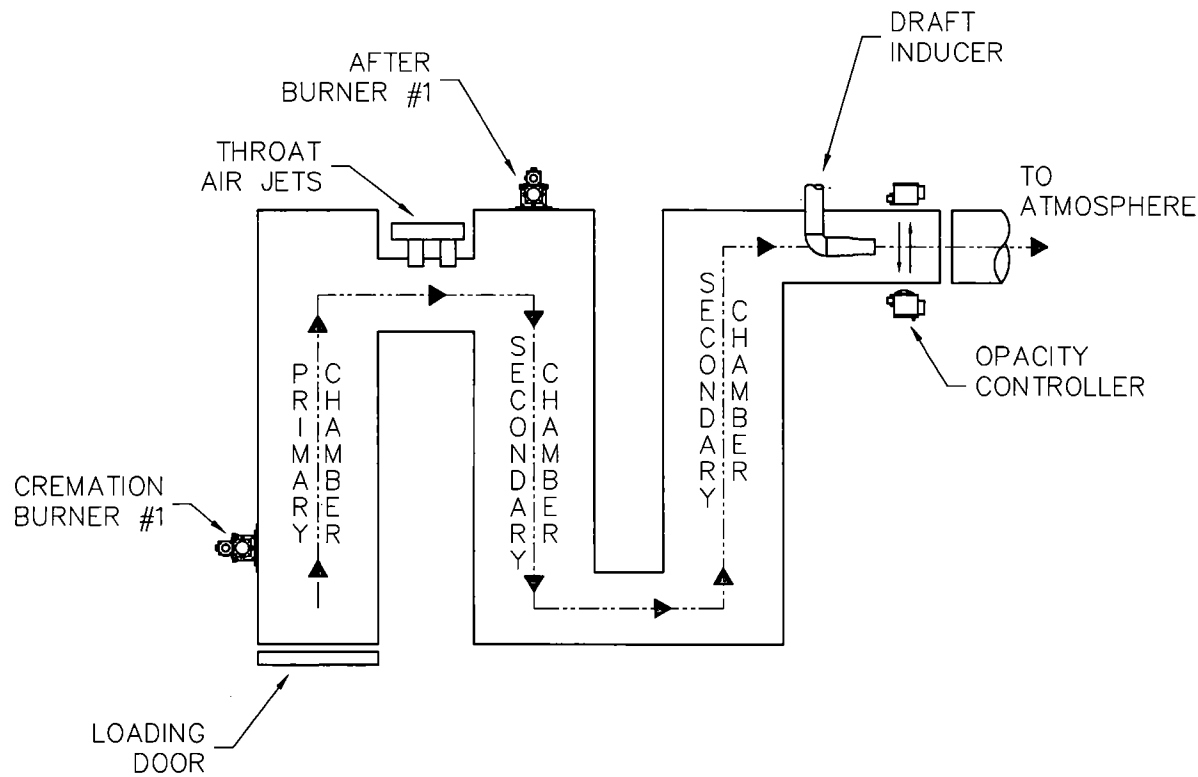 DRAFT
INDUCER
AFTER
BURNER #1
THROAT
AIR JETS
TO
ATMOSPHERE
PRIMARY
CHAMBER
SECONDARY
CHAMBER
SECONDARY
CHAMBER
OPACITY
CONTROLLER
CREMATION
BURNER #1
LOADING
DOOR